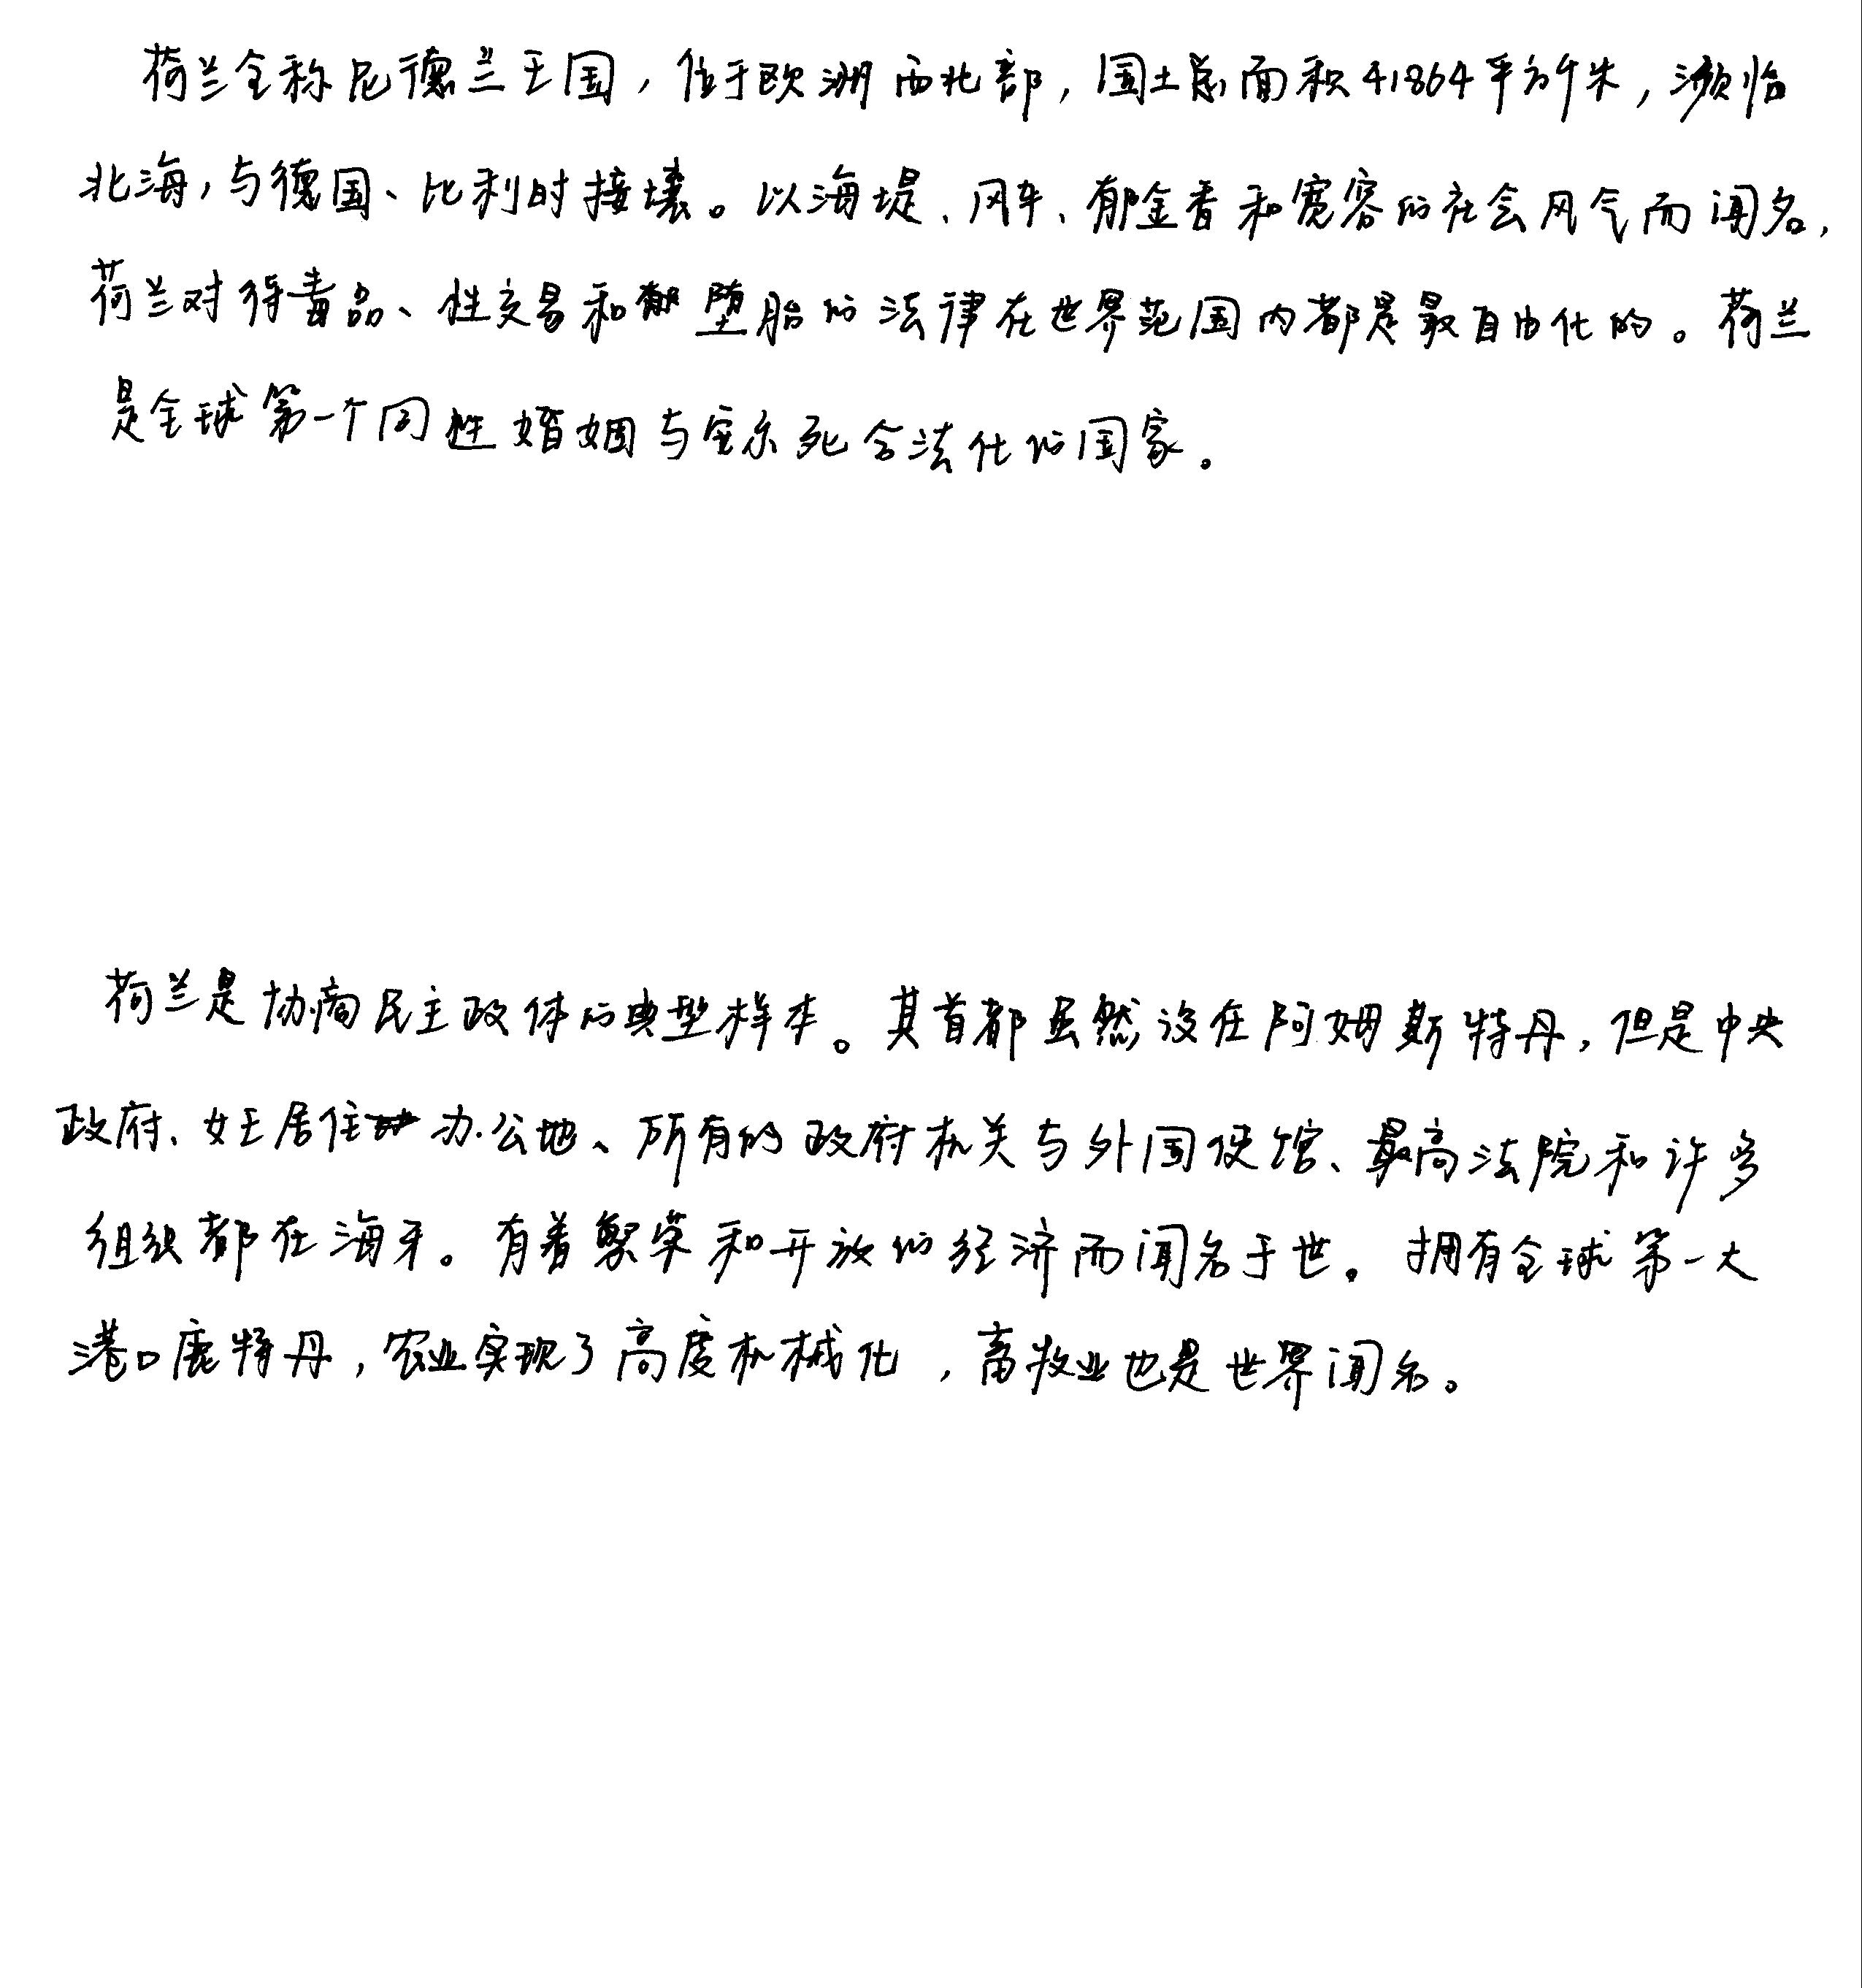 荷兰全称尼德兰王国，位于欧洲西北部，国土总面积41864平方千米，濒临
北海，与德国、比利时接壤。以海堤、风车、郁金香和宽容的社会风气而闻名，
荷兰对待毒品、性交易和堕胎的法律在世界范围内都是最自由化的。荷兰
是全球第一个同性婚姻与安乐死合法化的国家。
荷兰是协商民主政体的典型样本。其首都虽然设在阿姆斯特丹，但是中央
政府、女王居住办公地、所有的政府机关与外国使馆、最高法院和许多
组织都在海牙。有着繁荣和开放的经济而闻名于世。拥有全球第一大
港口鹿特丹，农业实现了高度机械化，畜牧业也是世界闻名。